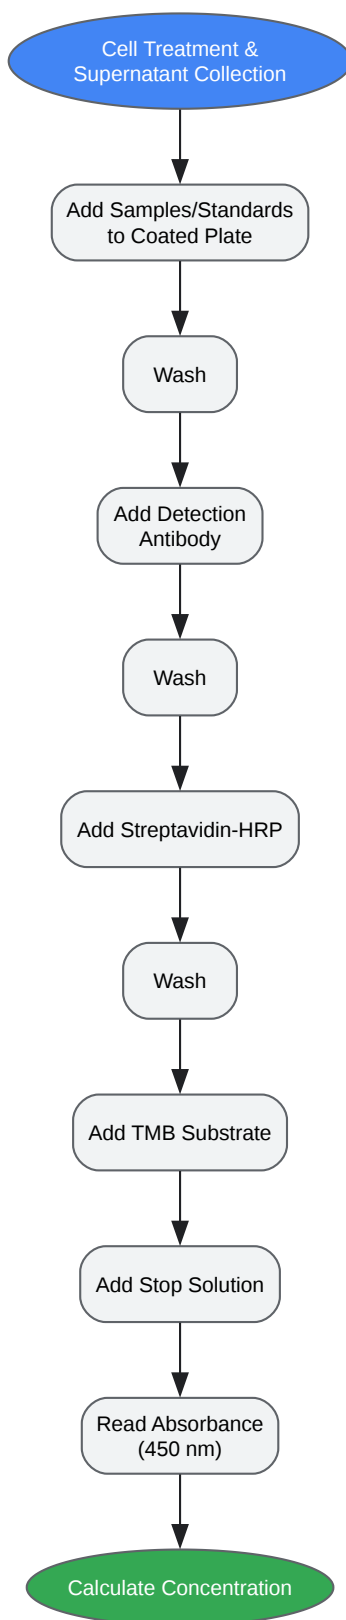 Cell Treatment &
Supernatant Collection
Add Samples/Standards
to Coated Plate
Wash
Add Detection
Antibody
Wash
Add Streptavidin-HRP
Wash
Add TMB Substrate
Add Stop Solution
Read Absorbance
(450 nm)
Calculate Concentration